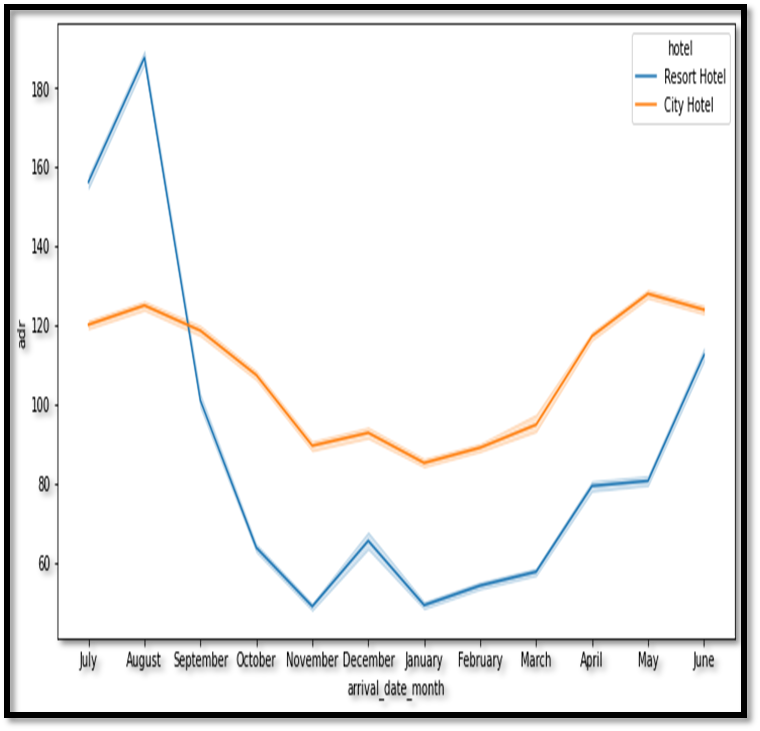 hotel
Resort Hotel
City Hotel
180
160
140
120
100
80
60
adr
July August September October November December January February March April May June
arrival_date_month